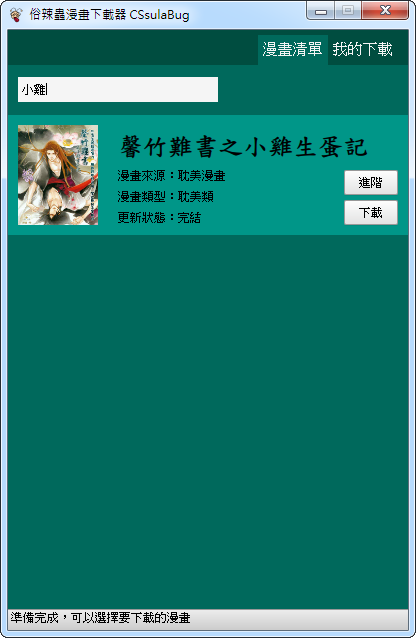 俗辣蟲漫畫下載器 CSsulaBug
漫畫清單 我的下載
小雞
馨竹難書之小雞生蛋記
漫畫來源：耽美漫畫
漫畫類型：耽美類
更新狀態：完結
進階
下載
準備完成，可以選擇要下載的漫畫